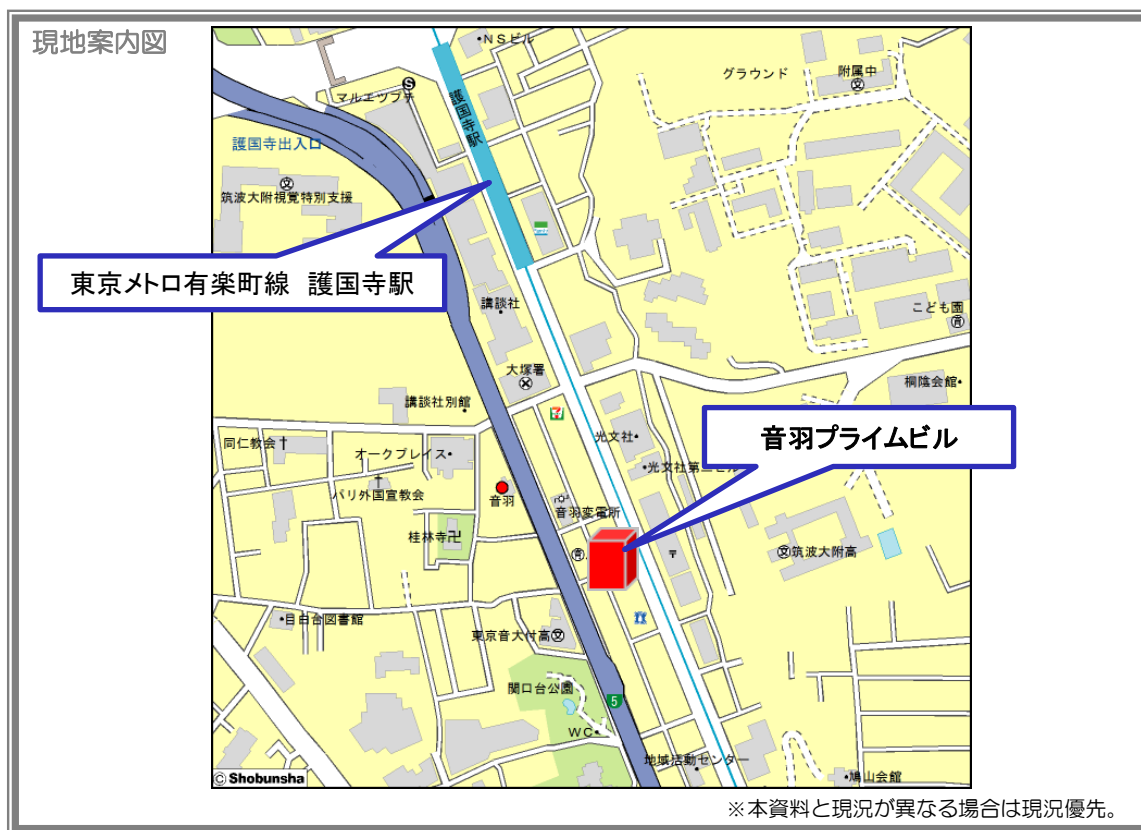 現地案内図
・NSビル
グラウンド
附属中
マルエツプチ
護国寺駅
護国寺出入口
筑波大附視覚特別支援
東京メトロ有楽町線 護国寺駅
講談社
こども園
大塚署
桐陰会館・
講談社別館
音羽プライムビル
光文社・
同仁教会
オークプレイス・
・光文社第二ビル
パリ外国宣教会
音羽
音羽変電所
桂林寺
筑波大附高
・目白台図書館
東京音大付高
関口台公園
5
WC・
地域活動センター
・鳩山会館
© Shobunsha
※本資料と現況が異なる場合は現況優先。